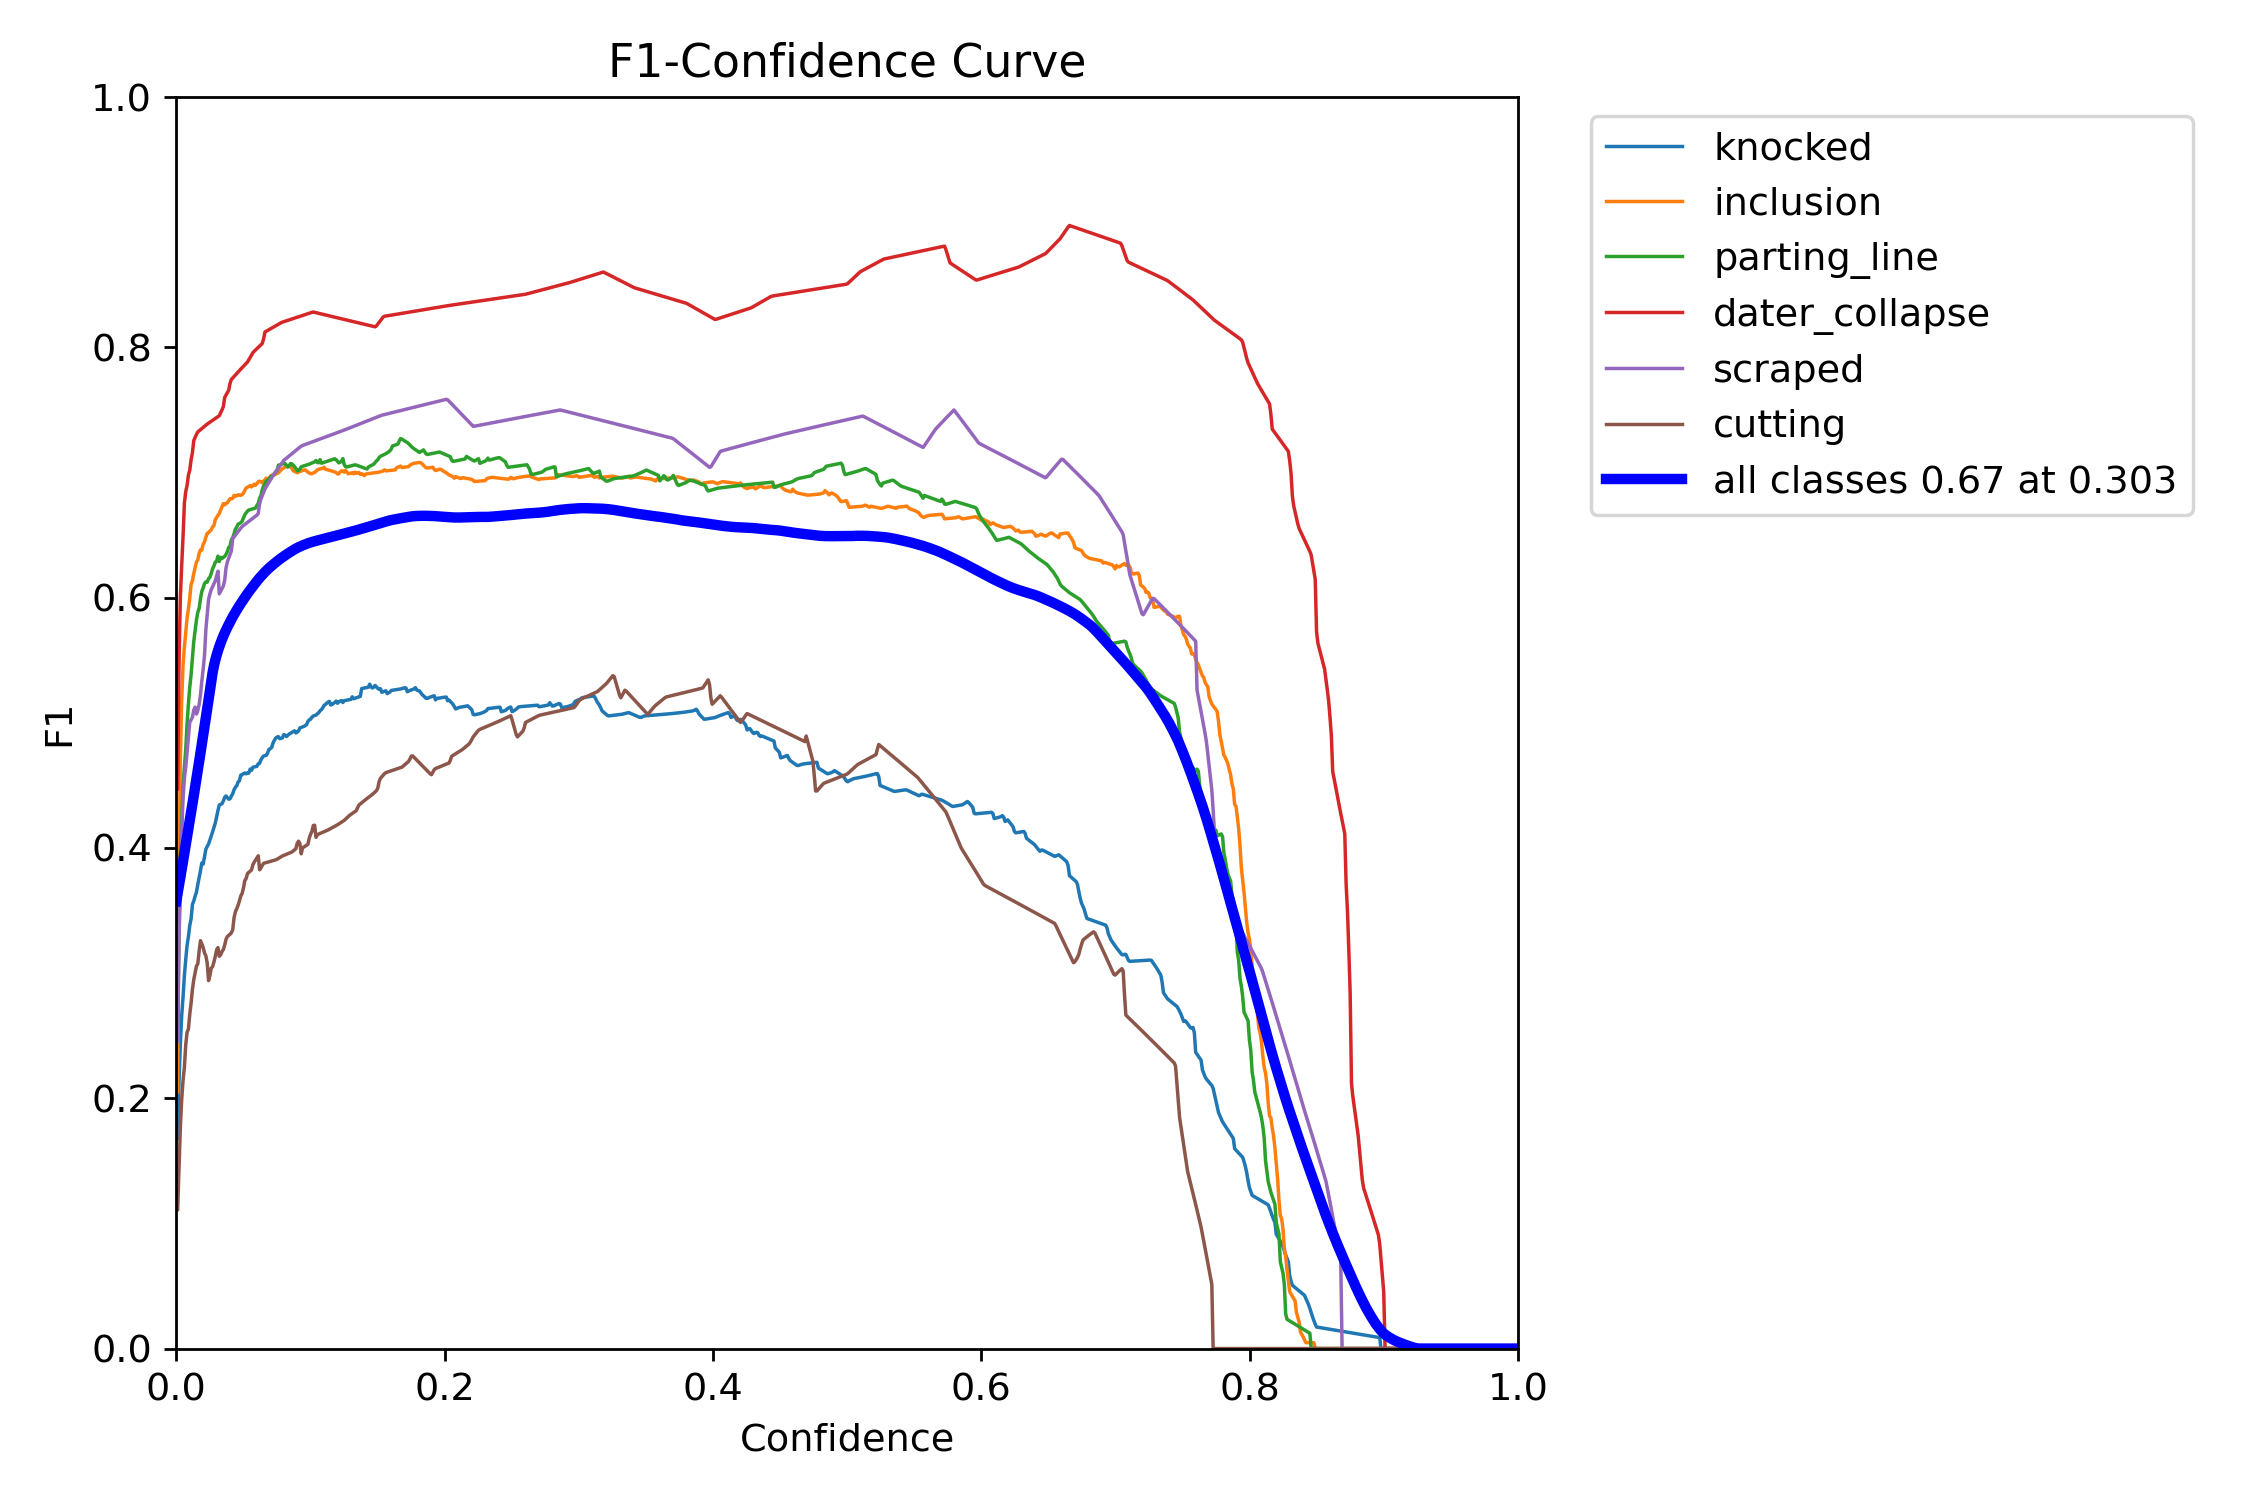 F1-Confidence Curve
1.0
0.8
0.6
0.4
0.2
0.0
F1
0.0 0.2 0.4 0.6 0.8 1.0
Confidence
knocked
inclusion
parting_line
dater_collapse
scraped
cutting
all classes 0.67 at 0.303